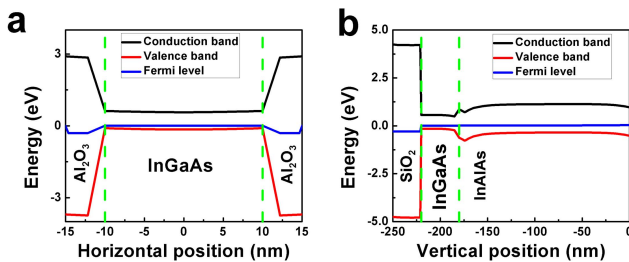 a
Conduction band
Valence band
Fermi level
Energy (eV)
3
0
-3
Al2O3
InGaAs
Al2O3
-15 -10 -5 0 5 10 15
Horizontal position (nm)
b
Conduction band
Valence band
Fermi level
Energy (eV)
5.0
2.5
0.0
-2.5
-5.0
SiO2
InGaAs
InAlAs
-250 -200 -150 -100 -50 0
Vertical position (nm)